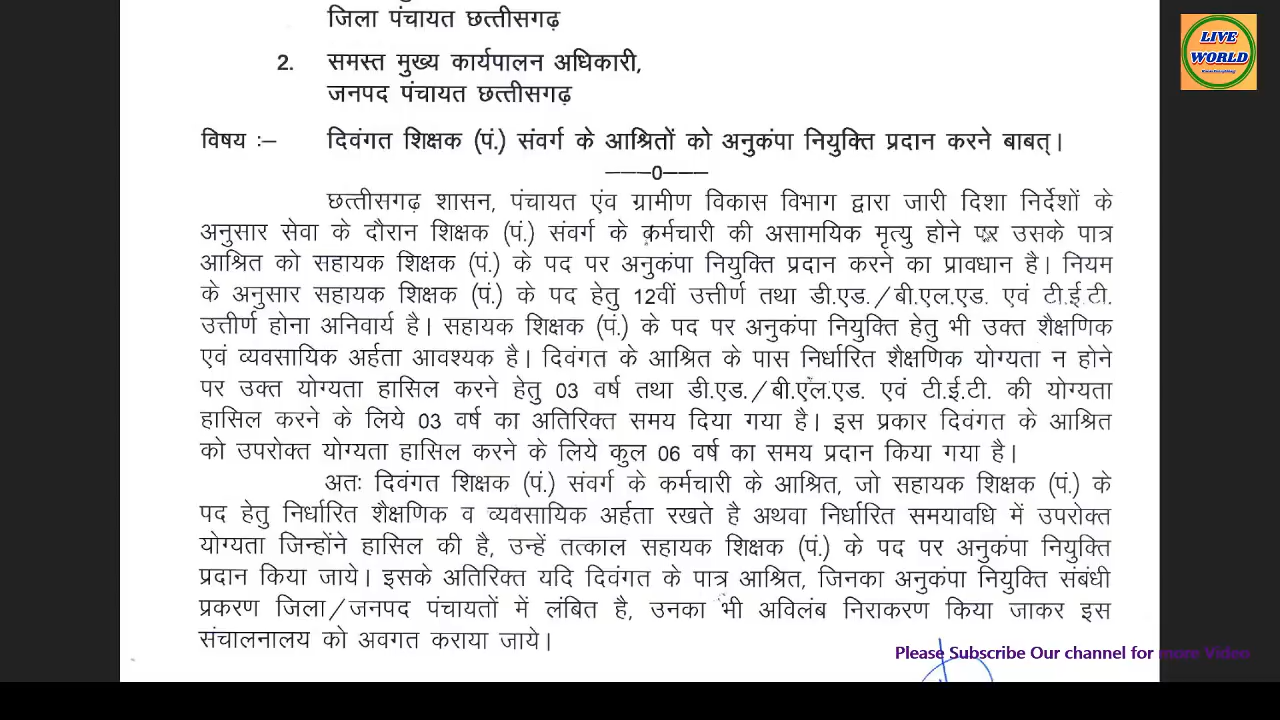 जिला पंचायत छत्तीसगढ़
2. समस्त मुख्य कार्यपालन अधिकारी,
जनपद पंचायत छत्तीसगढ़
LIVE
WORLD
विषय :– दिवंगत शिक्षक (पं.) संवर्ग के आश्रितों को अनुकंपा नियुक्ति प्रदान करने बाबत्।
———0———
छत्तीसगढ़ शासन, पंचायत एंव ग्रामीण विकास विभाग द्वारा जारी दिशा निर्देशों के
अनुसार सेवा के दौरान शिक्षक (पं.) संवर्ग के कर्मचारी की असामयिक मृत्यु होने पर उसके पात्र
आश्रित को सहायक शिक्षक (पं.) के पद पर अनुकंपा नियुक्ति प्रदान करने का प्रावधान है। नियम
के अनुसार सहायक शिक्षक (पं.) के पद हेतु 12वीं उत्तीर्ण तथा डी.एड./बी.एल.एड. एवं टी.ई.टी.
उत्तीर्ण होना अनिवार्य है। सहायक शिक्षक (पं.) के पद पर अनुकंपा नियुक्ति हेतु भी उक्त शैक्षणिक
एवं व्यवसायिक अर्हता आवश्यक है। दिवंगत के आश्रित के पास निर्धारित शैक्षणिक योग्यता न होने
पर उक्त योग्यता हासिल करने हेतु 03 वर्ष तथा डी.एड./बी.एल.एड. एवं टी.ई.टी. की योग्यता
हासिल करने के लिये 03 वर्ष का अतिरिक्त समय दिया गया है। इस प्रकार दिवंगत के आश्रित
को उपरोक्त योग्यता हासिल करने के लिये कुल 06 वर्ष का समय प्रदान किया गया है।
अतः दिवंगत शिक्षक (पं.) संवर्ग के कर्मचारी के आश्रित, जो सहायक शिक्षक (पं.) के
पद हेतु निर्धारित शैक्षणिक व व्यवसायिक अर्हता रखते है अथवा निर्धारित समयावधि में उपरोक्त
योग्यता जिन्होंने हासिल की है, उन्हें तत्काल सहायक शिक्षक (पं.) के पद पर अनुकंपा नियुक्ति
प्रदान किया जाये। इसके अतिरिक्त यदि दिवंगत के पात्र आश्रित, जिनका अनुकंपा नियुक्ति संबंधी
प्रकरण जिला/जनपद पंचायतों में लंबित है, उनका भी अविलंब निराकरण किया जाकर इस
संचालनालय को अवगत कराया जाये।
Please Subscribe Our channel for more Video